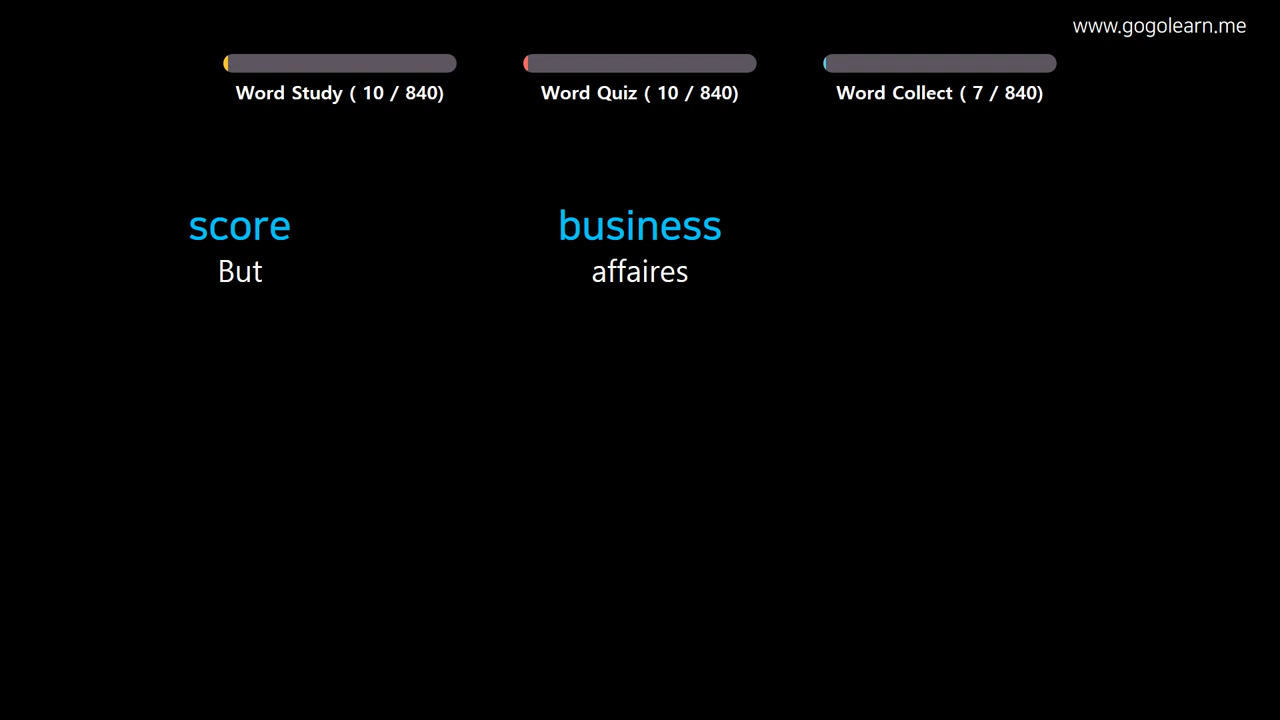 www.gogolearn.me
Word Study ( 10 / 840)
Word Quiz ( 10 / 840)
Word Collect ( 7 / 840)
score
business
But
affaires